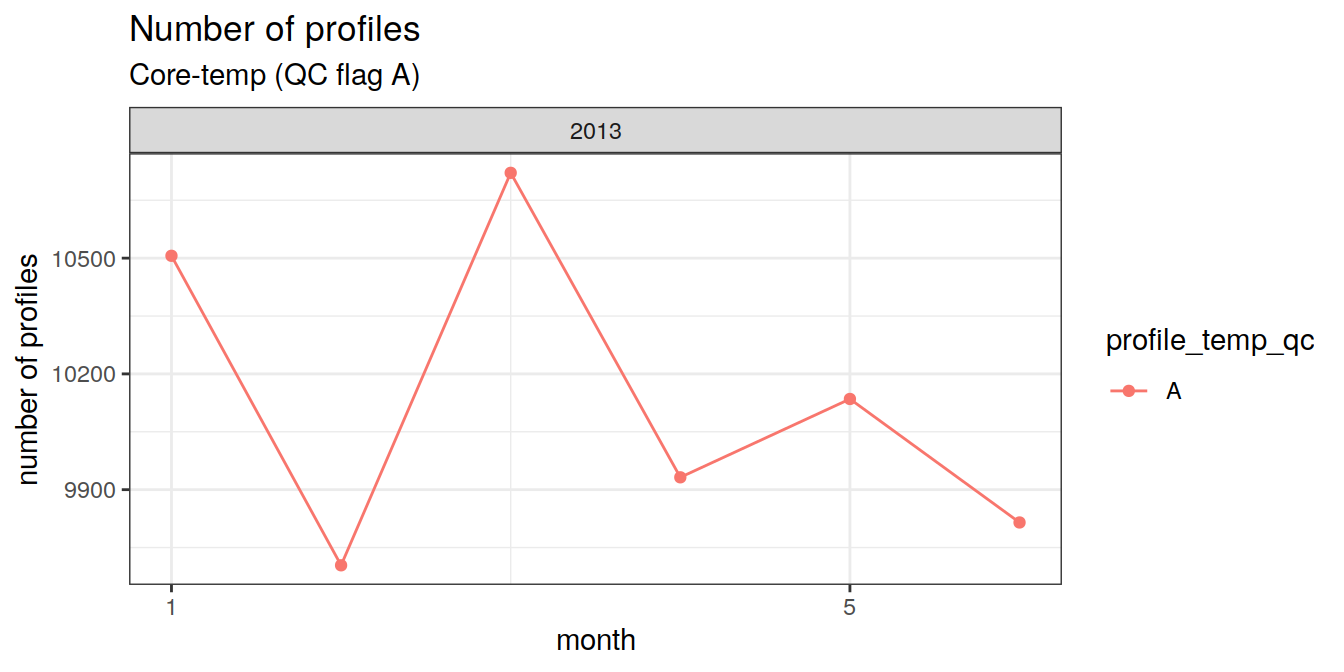 Number of profiles
Core-temp (QC flag A)
2013
number of profiles
10500
10200
9900
1
5
month
profile_temp_qc
A